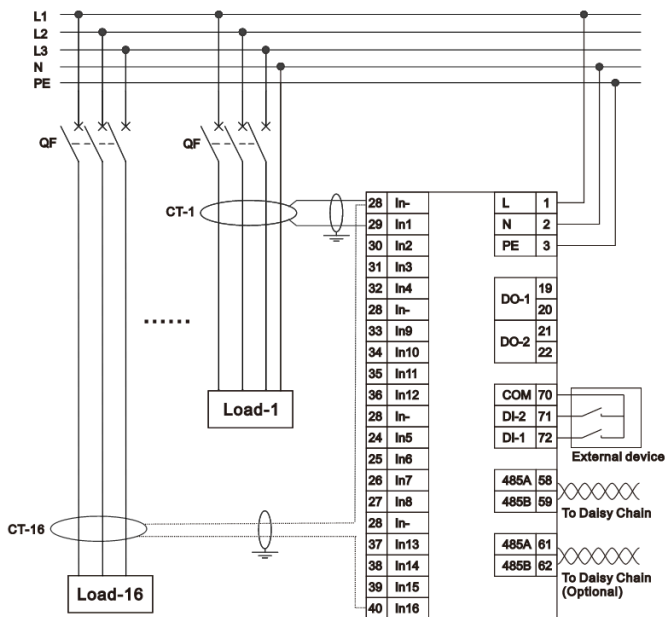 L1
L2
L3
N
PE
QF
QF
CT-1
......
Load-1
CT-16
Load-16
28 In-
29 In1
30 In2
31 In3
32 In4
28 In-
33 In9
34 In10
35 In11
36 In12
28 In-
24 In5
25 In6
26 In7
27 In8
28 In-
37 In13
38 In14
39 In15
40 In16
L 1
N 2
PE 3
DO-1 19
20
DO-2 21
22
COM 70
DI-2 71
DI-1 72
External device
485A 58
485B 59
To Daisy Chain
485A 61
485B 62
To Daisy Chain
(Optional)